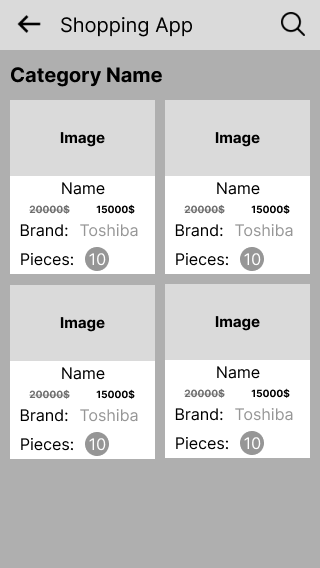 Shopping App
Category Name
Image
Name
20000$ 15000$
Brand: Toshiba
Pieces: 10
Image
Name
20000$ 15000$
Brand: Toshiba
Pieces: 10
Image
Name
20000$ 15000$
Brand: Toshiba
Pieces: 10
Image
Name
20000$ 15000$
Brand: Toshiba
Pieces: 10